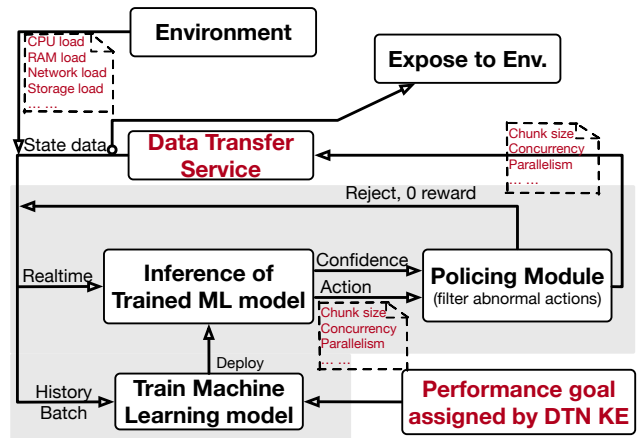 Environment
CPU load
RAM load
Network load
Storage load
... ...
Expose to Env.
State data
Data Transfer
Service
Chunk size
Concurrency
Parallelism
... ...
Reject, 0 reward
Realtime
Inference of
Trained ML model
Confidence
Action
Policing Module
(filter abnormal actions)
Chunk size
Concurrency
Parallelism
... ...
Deploy
History
Batch
Train Machine
Learning model
Performance goal
assigned by DTN KE